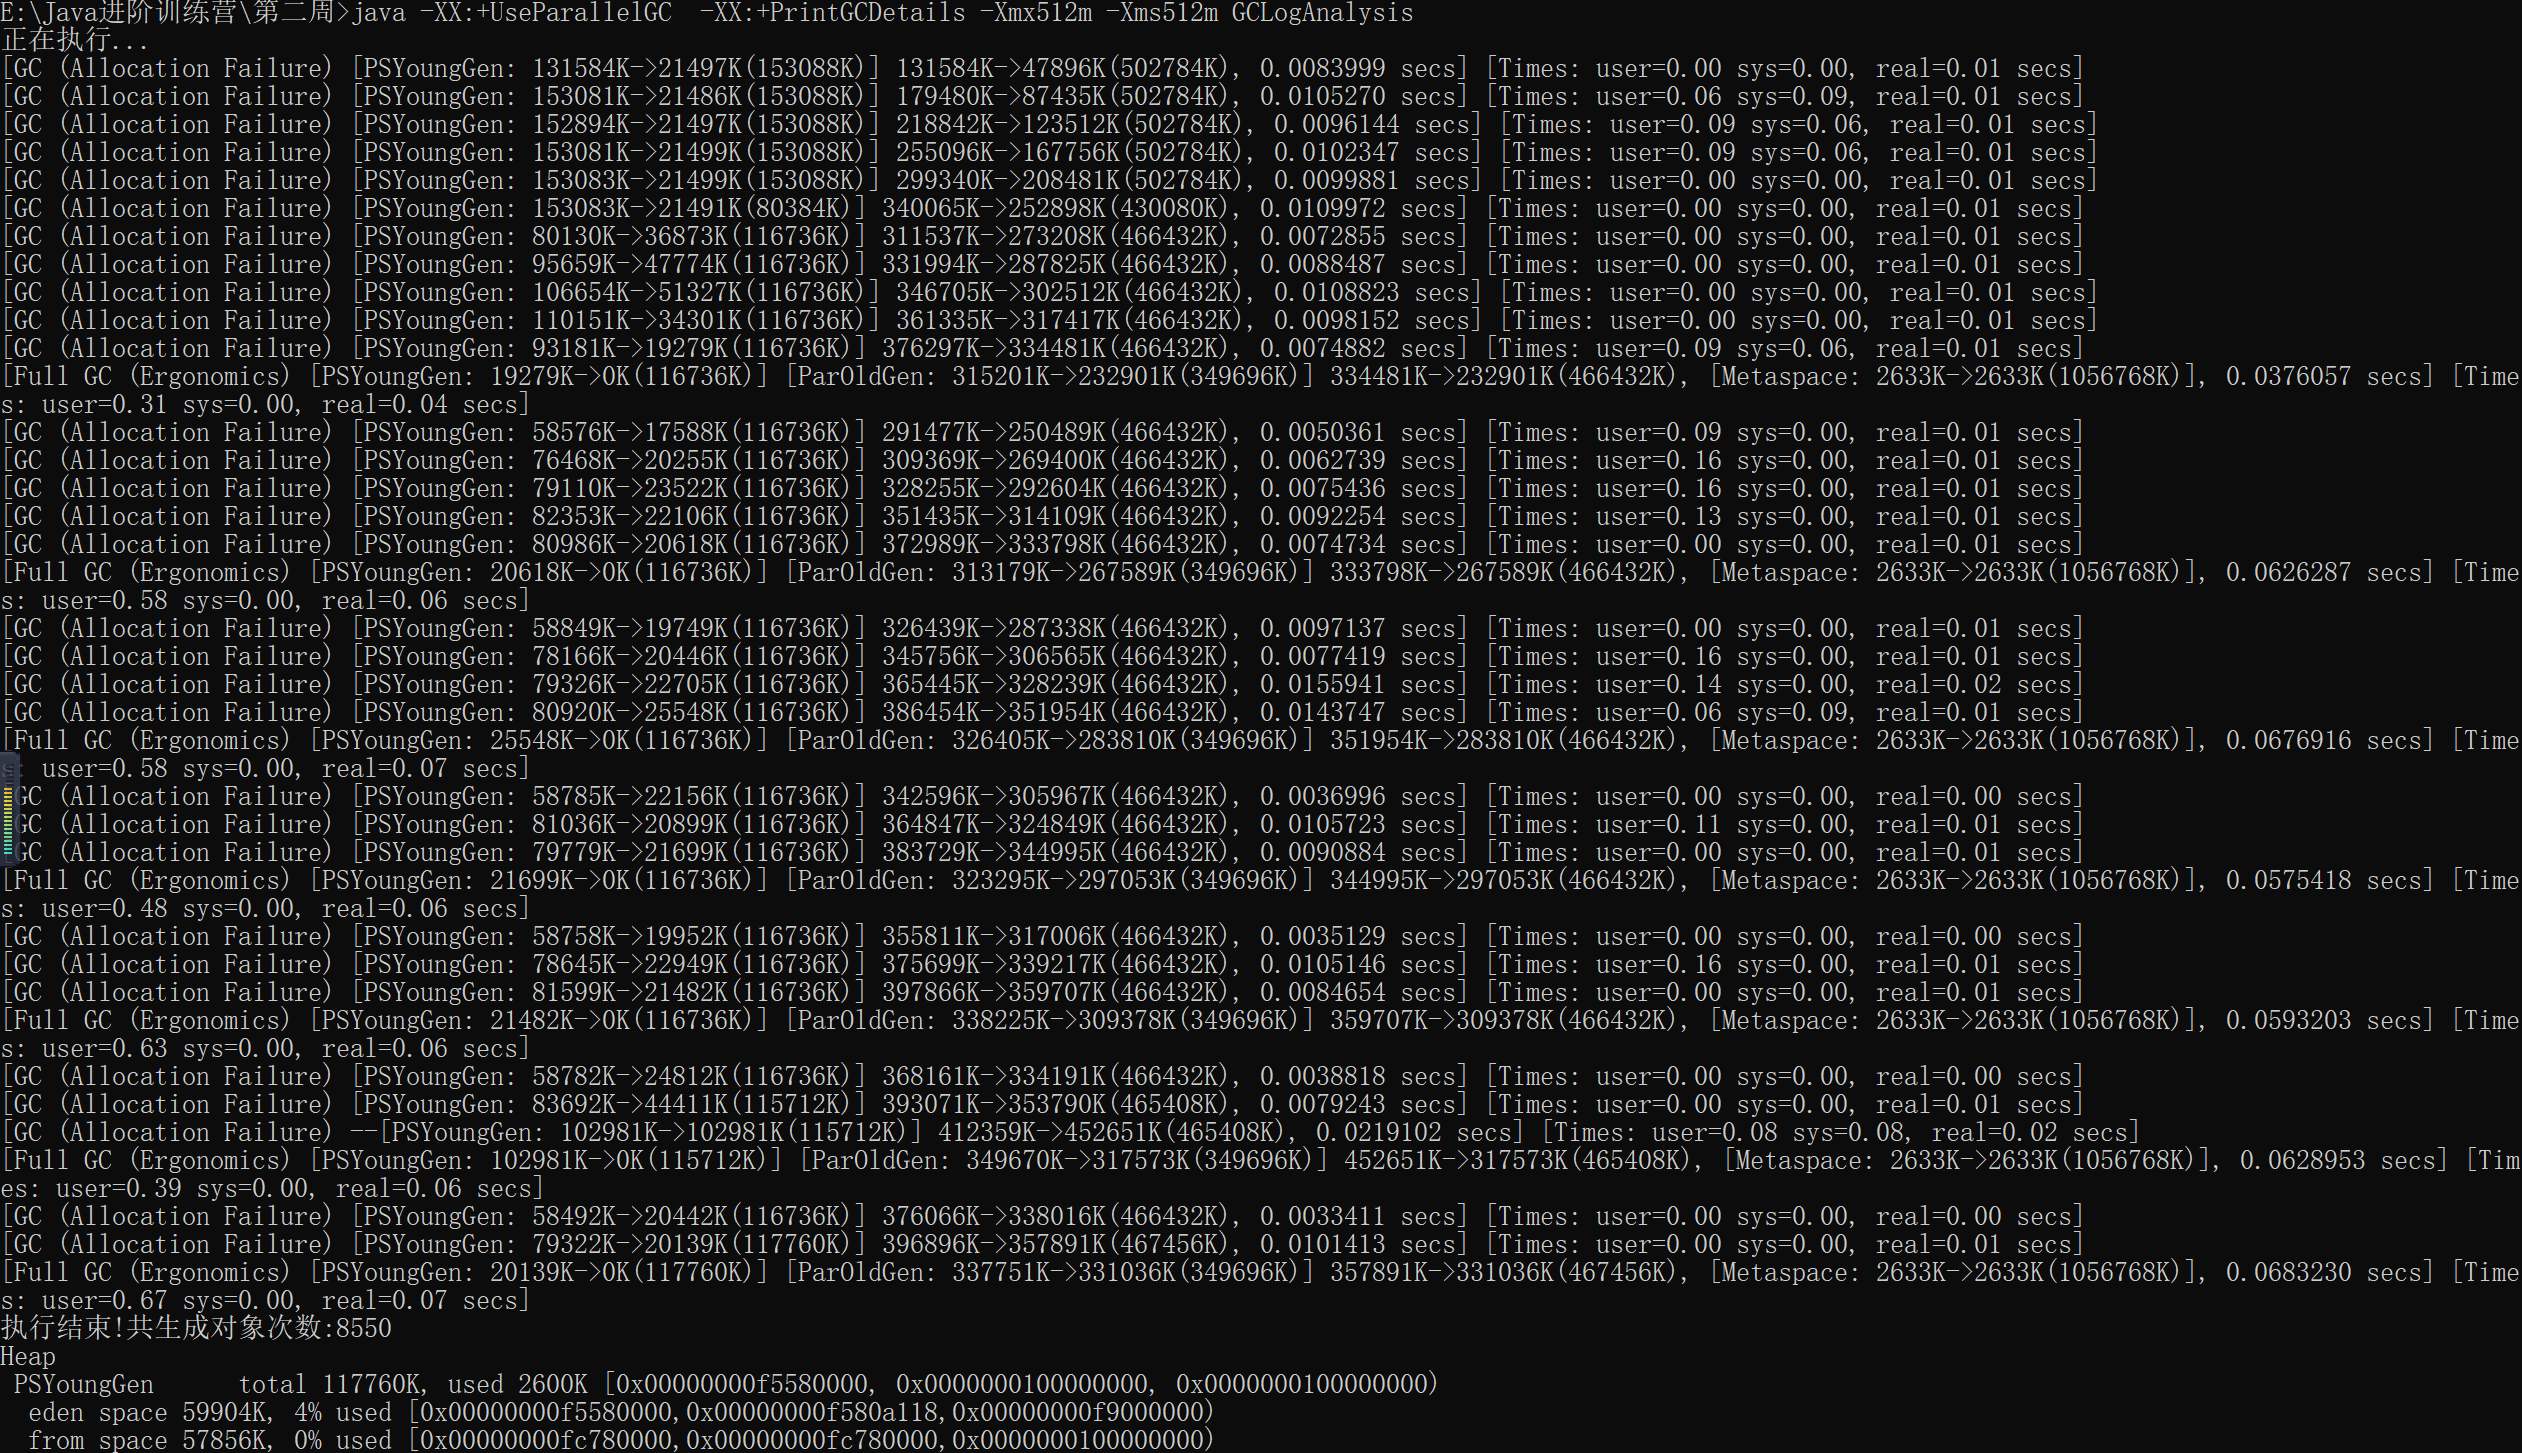 E:\Java进阶训练营\第二周>java -XX:+UseParallelGC  -XX:+PrintGCDetails -Xmx512m -Xms512m GCLogAnalysis
正在执行...
[GC (Allocation Failure) [PSYoungGen: 131584K->21497K(153088K)] 131584K->47896K(502784K), 0.0083999 secs] [Times: user=0.00 sys=0.00, real=0.01 secs]
[GC (Allocation Failure) [PSYoungGen: 153081K->21486K(153088K)] 179480K->87435K(502784K), 0.0105270 secs] [Times: user=0.06 sys=0.09, real=0.01 secs]
[GC (Allocation Failure) [PSYoungGen: 152894K->21497K(153088K)] 218842K->123512K(502784K), 0.0096144 secs] [Times: user=0.09 sys=0.06, real=0.01 secs]
[GC (Allocation Failure) [PSYoungGen: 153081K->21499K(153088K)] 255096K->167756K(502784K), 0.0102347 secs] [Times: user=0.09 sys=0.06, real=0.01 secs]
[GC (Allocation Failure) [PSYoungGen: 153083K->21499K(153088K)] 299340K->208481K(502784K), 0.0099881 secs] [Times: user=0.00 sys=0.00, real=0.01 secs]
[GC (Allocation Failure) [PSYoungGen: 153083K->21491K(80384K)] 340065K->252898K(430080K), 0.0109972 secs] [Times: user=0.00 sys=0.00, real=0.01 secs]
[GC (Allocation Failure) [PSYoungGen: 80130K->36873K(116736K)] 311537K->273208K(466432K), 0.0072855 secs] [Times: user=0.00 sys=0.00, real=0.01 secs]
[GC (Allocation Failure) [PSYoungGen: 95659K->47774K(116736K)] 331994K->287825K(466432K), 0.0088487 secs] [Times: user=0.00 sys=0.00, real=0.01 secs]
[GC (Allocation Failure) [PSYoungGen: 106654K->51327K(116736K)] 346705K->302512K(466432K), 0.0108823 secs] [Times: user=0.00 sys=0.00, real=0.01 secs]
[GC (Allocation Failure) [PSYoungGen: 110151K->34301K(116736K)] 361335K->317417K(466432K), 0.0098152 secs] [Times: user=0.00 sys=0.00, real=0.01 secs]
[GC (Allocation Failure) [PSYoungGen: 93181K->19279K(116736K)] 376297K->334481K(466432K), 0.0074882 secs] [Times: user=0.09 sys=0.06, real=0.01 secs]
[Full GC (Ergonomics) [PSYoungGen: 19279K->0K(116736K)] [ParOldGen: 315201K->232901K(349696K)] 334481K->232901K(466432K), [Metaspace: 2633K->2633K(1056768K)], 0.0376057 secs] [Time
s: user=0.31 sys=0.00, real=0.04 secs]
[GC (Allocation Failure) [PSYoungGen: 58576K->17588K(116736K)] 291477K->250489K(466432K), 0.0050361 secs] [Times: user=0.09 sys=0.00, real=0.01 secs]
[GC (Allocation Failure) [PSYoungGen: 76468K->20255K(116736K)] 309369K->269400K(466432K), 0.0062739 secs] [Times: user=0.16 sys=0.00, real=0.01 secs]
[GC (Allocation Failure) [PSYoungGen: 79110K->23522K(116736K)] 328255K->292604K(466432K), 0.0075436 secs] [Times: user=0.16 sys=0.00, real=0.01 secs]
[GC (Allocation Failure) [PSYoungGen: 82353K->22106K(116736K)] 351435K->314109K(466432K), 0.0092254 secs] [Times: user=0.13 sys=0.00, real=0.01 secs]
[GC (Allocation Failure) [PSYoungGen: 80986K->20618K(116736K)] 372989K->333798K(466432K), 0.0074734 secs] [Times: user=0.00 sys=0.00, real=0.01 secs]
[Full GC (Ergonomics) [PSYoungGen: 20618K->0K(116736K)] [ParOldGen: 313179K->267589K(349696K)] 333798K->267589K(466432K), [Metaspace: 2633K->2633K(1056768K)], 0.0626287 secs] [Time
s: user=0.58 sys=0.00, real=0.06 secs]
[GC (Allocation Failure) [PSYoungGen: 58849K->19749K(116736K)] 326439K->287338K(466432K), 0.0097137 secs] [Times: user=0.00 sys=0.00, real=0.01 secs]
[GC (Allocation Failure) [PSYoungGen: 78166K->20446K(116736K)] 345756K->306565K(466432K), 0.0077419 secs] [Times: user=0.16 sys=0.00, real=0.01 secs]
[GC (Allocation Failure) [PSYoungGen: 79326K->22705K(116736K)] 365445K->328239K(466432K), 0.0155941 secs] [Times: user=0.14 sys=0.00, real=0.02 secs]
[GC (Allocation Failure) [PSYoungGen: 80920K->25548K(116736K)] 386454K->351954K(466432K), 0.0143747 secs] [Times: user=0.06 sys=0.09, real=0.01 secs]
[Full GC (Ergonomics) [PSYoungGen: 25548K->0K(116736K)] [ParOldGen: 326405K->283810K(349696K)] 351954K->283810K(466432K), [Metaspace: 2633K->2633K(1056768K)], 0.0676916 secs] [Time
s: user=0.58 sys=0.00, real=0.07 secs]
GC (Allocation Failure) [PSYoungGen: 58785K->22156K(116736K)] 342596K->305967K(466432K), 0.0036996 secs] [Times: user=0.00 sys=0.00, real=0.00 secs]
GC (Allocation Failure) [PSYoungGen: 81036K->20899K(116736K)] 364847K->324849K(466432K), 0.0105723 secs] [Times: user=0.11 sys=0.00, real=0.01 secs]
GC (Allocation Failure) [PSYoungGen: 79779K->21699K(116736K)] 383729K->344995K(466432K), 0.0090884 secs] [Times: user=0.00 sys=0.00, real=0.01 secs]
[Full GC (Ergonomics) [PSYoungGen: 21699K->0K(116736K)] [ParOldGen: 323295K->297053K(349696K)] 344995K->297053K(466432K), [Metaspace: 2633K->2633K(1056768K)], 0.0575418 secs] [Time
s: user=0.48 sys=0.00, real=0.06 secs]
[GC (Allocation Failure) [PSYoungGen: 58758K->19952K(116736K)] 355811K->317006K(466432K), 0.0035129 secs] [Times: user=0.00 sys=0.00, real=0.00 secs]
[GC (Allocation Failure) [PSYoungGen: 78645K->22949K(116736K)] 375699K->339217K(466432K), 0.0105146 secs] [Times: user=0.16 sys=0.00, real=0.01 secs]
[GC (Allocation Failure) [PSYoungGen: 81599K->21482K(116736K)] 397866K->359707K(466432K), 0.0084654 secs] [Times: user=0.00 sys=0.00, real=0.01 secs]
[Full GC (Ergonomics) [PSYoungGen: 21482K->0K(116736K)] [ParOldGen: 338225K->309378K(349696K)] 359707K->309378K(466432K), [Metaspace: 2633K->2633K(1056768K)], 0.0593203 secs] [Time
s: user=0.63 sys=0.00, real=0.06 secs]
[GC (Allocation Failure) [PSYoungGen: 58782K->24812K(116736K)] 368161K->334191K(466432K), 0.0038818 secs] [Times: user=0.00 sys=0.00, real=0.00 secs]
[GC (Allocation Failure) [PSYoungGen: 83692K->44411K(115712K)] 393071K->353790K(465408K), 0.0079243 secs] [Times: user=0.00 sys=0.00, real=0.01 secs]
[GC (Allocation Failure) --[PSYoungGen: 102981K->102981K(115712K)] 412359K->452651K(465408K), 0.0219102 secs] [Times: user=0.08 sys=0.08, real=0.02 secs]
[Full GC (Ergonomics) [PSYoungGen: 102981K->0K(115712K)] [ParOldGen: 349670K->317573K(349696K)] 452651K->317573K(465408K), [Metaspace: 2633K->2633K(1056768K)], 0.0628953 secs] [Tim
es: user=0.39 sys=0.00, real=0.06 secs]
[GC (Allocation Failure) [PSYoungGen: 58492K->20442K(116736K)] 376066K->338016K(466432K), 0.0033411 secs] [Times: user=0.00 sys=0.00, real=0.00 secs]
[GC (Allocation Failure) [PSYoungGen: 79322K->20139K(117760K)] 396896K->357891K(467456K), 0.0101413 secs] [Times: user=0.00 sys=0.00, real=0.01 secs]
[Full GC (Ergonomics) [PSYoungGen: 20139K->0K(117760K)] [ParOldGen: 337751K->331036K(349696K)] 357891K->331036K(467456K), [Metaspace: 2633K->2633K(1056768K)], 0.0683230 secs] [Time
s: user=0.67 sys=0.00, real=0.07 secs]
执行结束!共生成对象次数:8550
Heap
 PSYoungGen      total 117760K, used 2600K [0x00000000f5580000, 0x0000000100000000, 0x0000000100000000)
  eden space 59904K, 4% used [0x00000000f5580000,0x00000000f580a118,0x00000000f9000000)
  from space 57856K, 0% used [0x00000000fc780000,0x00000000fc780000,0x0000000100000000)